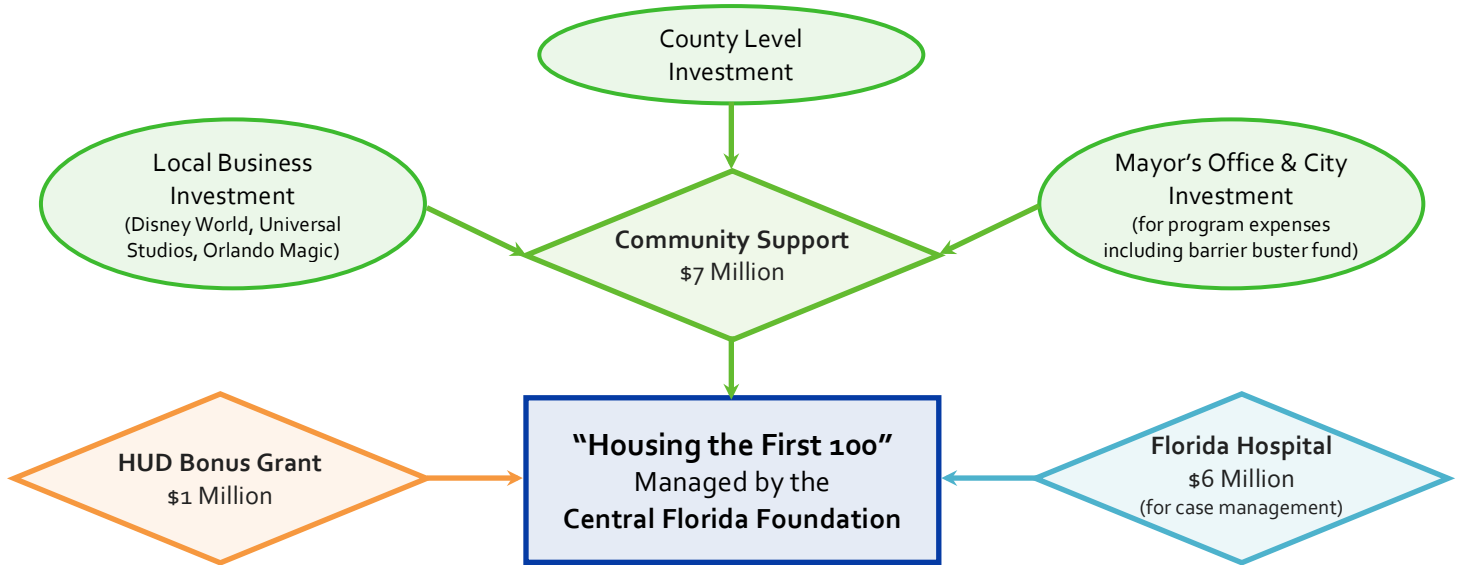 County Level
Investment
Local Business
Investment
(Disney World, Universal
Studios, Orlando Magic)
Mayor’s Office & City
Investment
(for program expenses
including barrier buster fund)
Community Support
$7 Million
HUD Bonus Grant
$1 Million
“Housing the First 100”
Managed by the
Central Florida Foundation
Florida Hospital
$6 Million
(for case management)